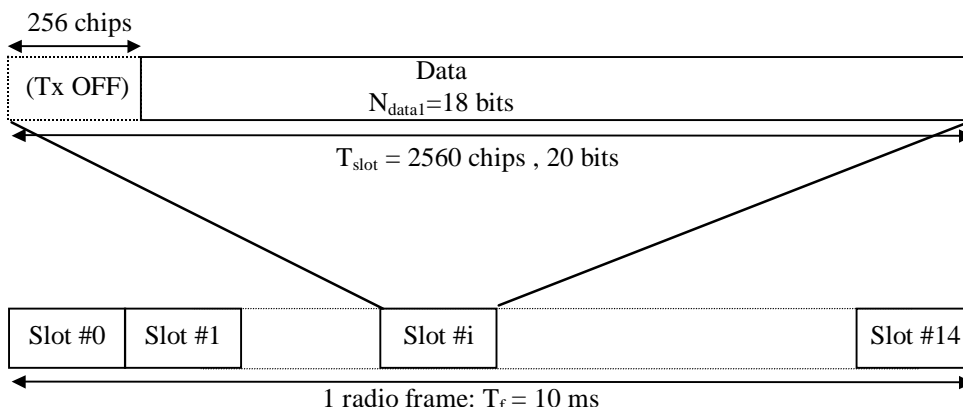 256 chips
(Tx OFF)
Data
Ndata1=18 bits
Tslot = 2560 chips , 20 bits
Slot #0
Slot #1
Slot #i
Slot #14
1 radio frame: Tf = 10 ms